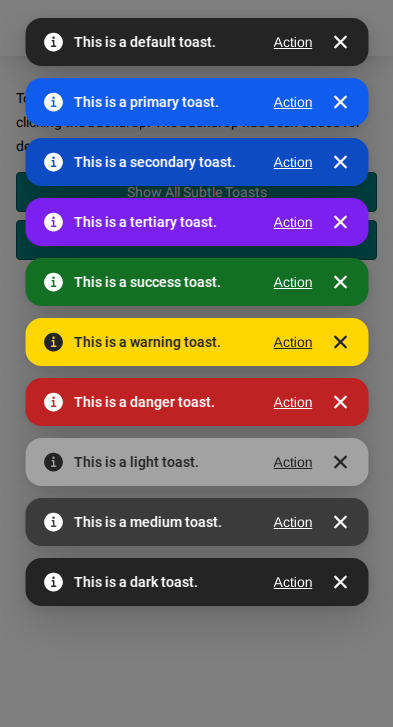 This is a default toast. Action
To
This is a primary toast. Action
clicking the backdrop. The backdrop has been added for
de
This is a secondary toast. Action
Show All Subtle Toasts
This is a tertiary toast. Action
This is a success toast. Action
This is a warning toast. Action
This is a danger toast. Action
This is a light toast. Action
This is a medium toast. Action
This is a dark toast. Action